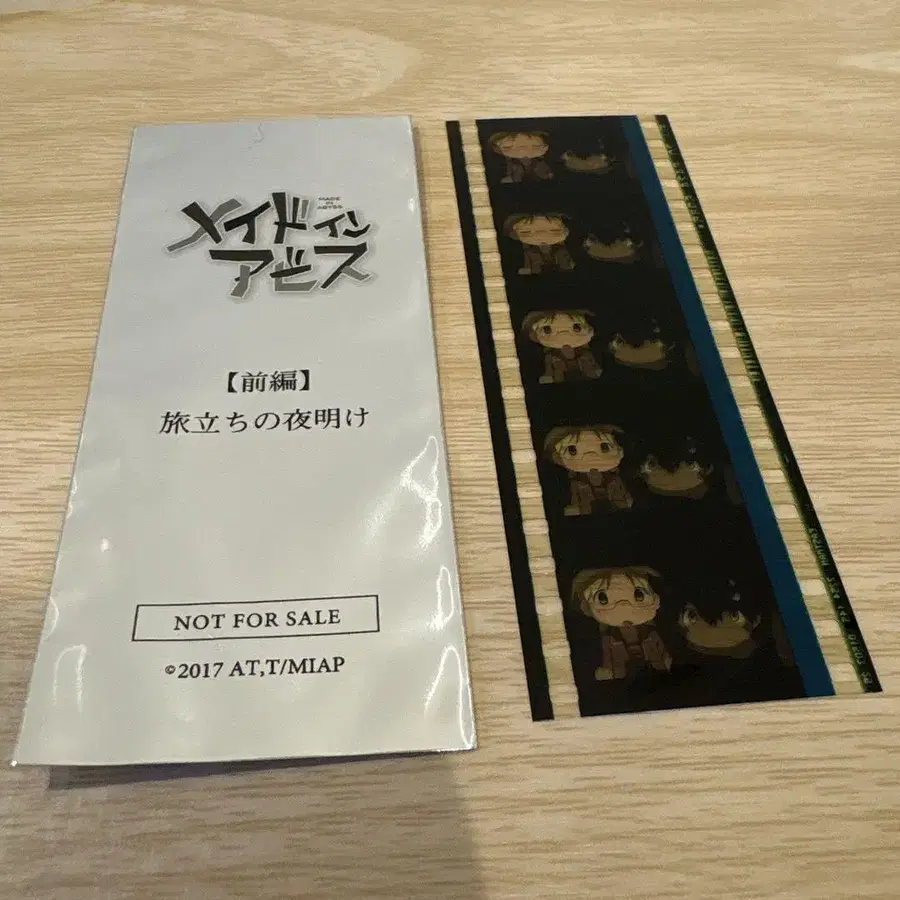 メイドイン
MADE
IN
ABYSS
アビス
【前編】
旅立ちの夜明け
NOT FOR SALE
©2017 AT,T/MIAP